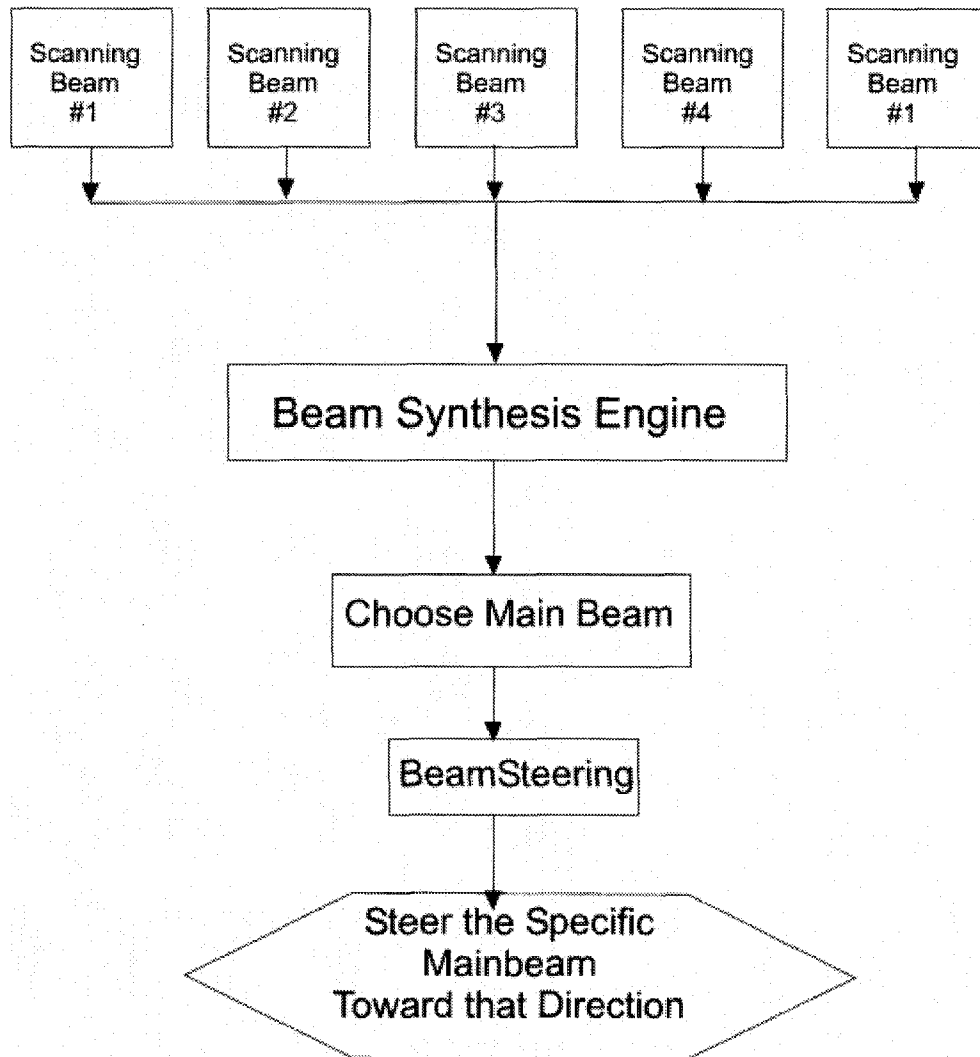 Scanning
Beam
#1
Scanning
Beam
#2
Scanning
Beam
#3
Scanning
Beam
#4
Scanning
Beam
#1
Beam Synthesis Engine
Choose Main Beam
BeamSteering
Steer the Specific
Mainbeam
Toward that Direction